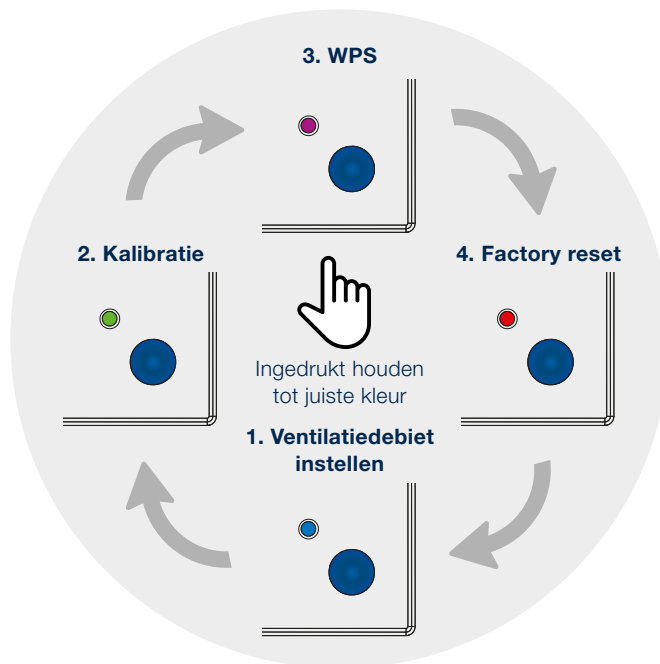 3. WPS
2. Kalibratie
4. Factory reset
Ingedrukt houden
tot juiste kleur
1. Ventilatiedebiet
instellen